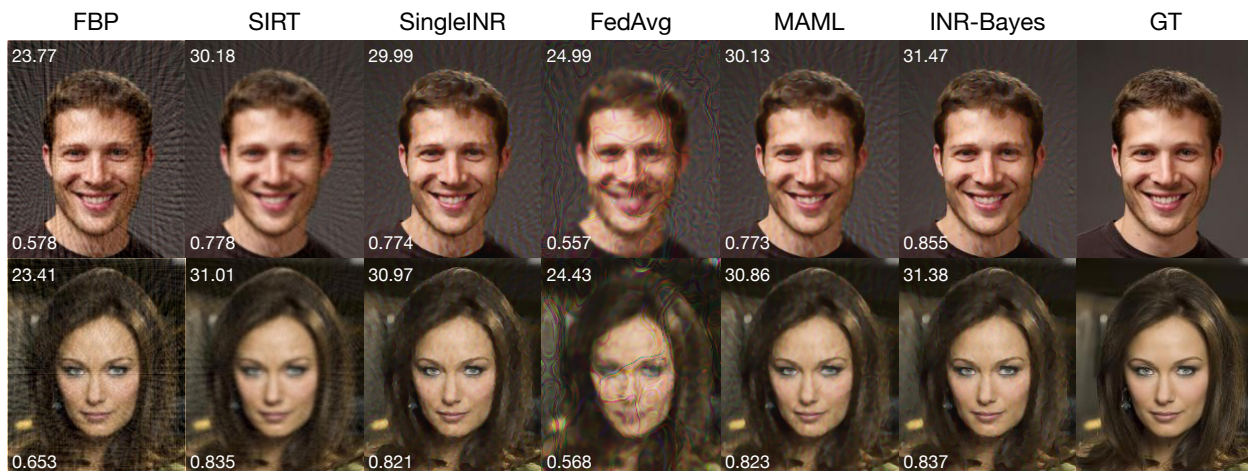 FBP SIRT SingleINR FedAvg MAML INR-Bayes GT
23.77 30.18 29.99 24.99 30.13 31.47
0.578 0.778 0.774 0.557 0.773 0.855
23.41 31.01 30.97 24.43 30.86 31.38
0.653 0.835 0.821 0.568 0.823 0.837